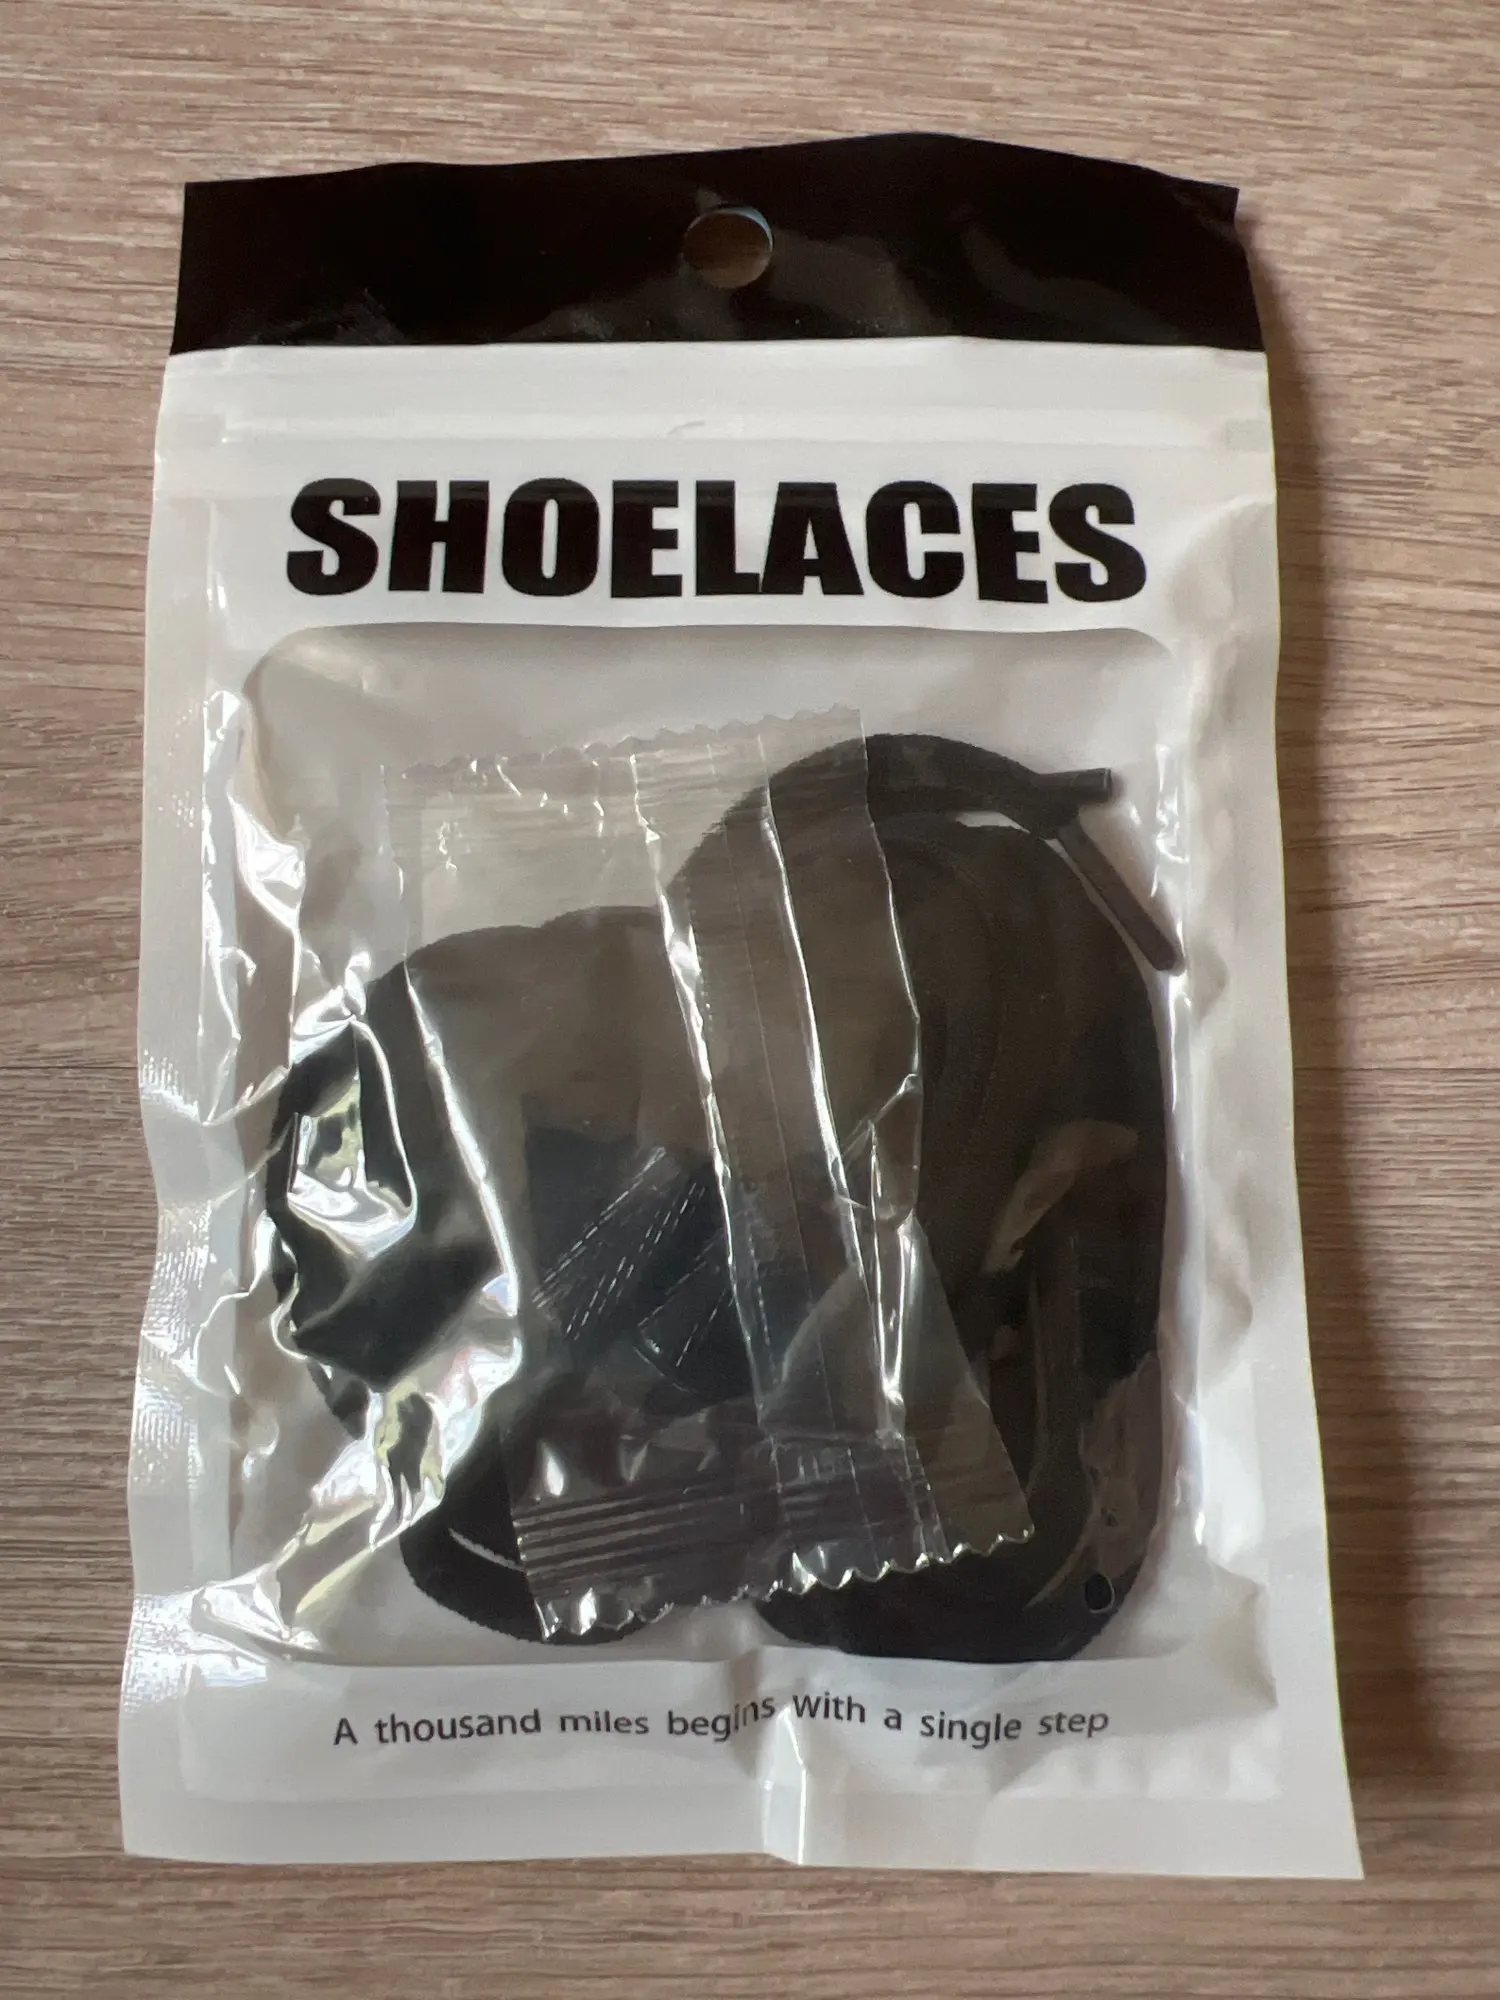 SHOELACES
A thousand miles begins with a single step